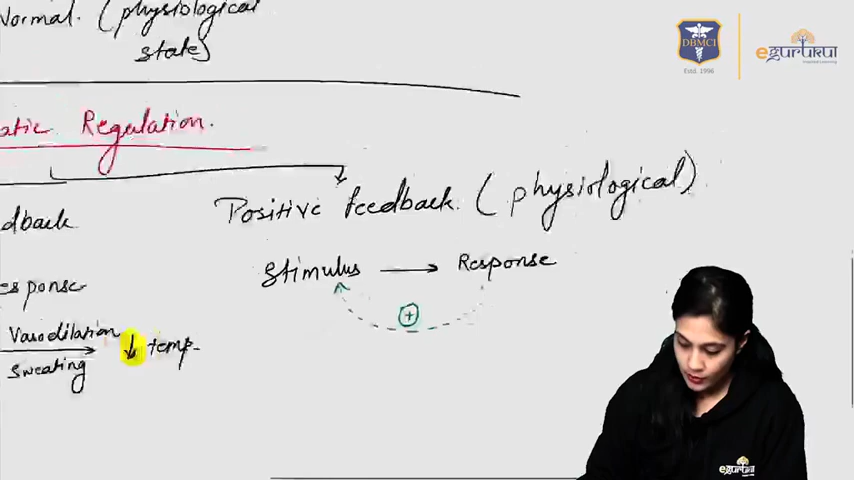 Normal. (physiological
state)
atic Regulation.
Positive feedback. (physiological)
dback
Stimulus → Response
+
esponse
Vasodilation
↓ temp.
Sweating
DBMCI
Estd. 1996
egurukul
egurukul